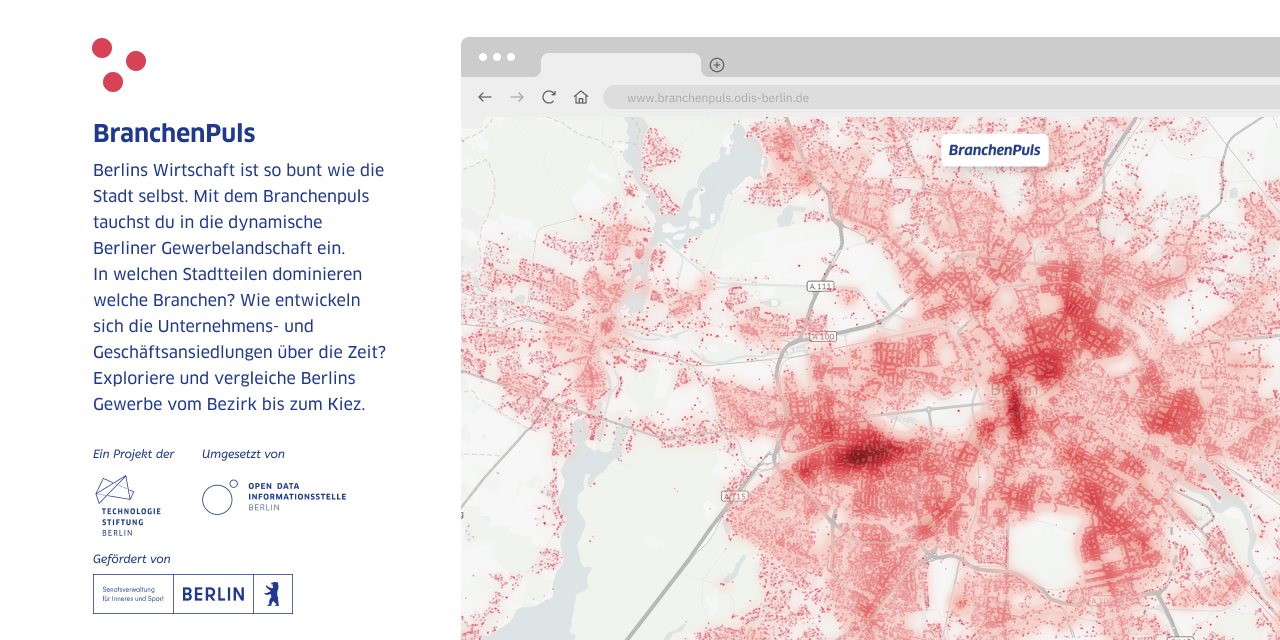 BranchenPuls
Berlins Wirtschaft ist so bunt wie die
Stadt selbst. Mit dem Branchenpuls
tauchst du in die dynamische
Berliner Gewerbelandschaft ein.
In welchen Stadtteilen dominieren
welche Branchen? Wie entwickeln
sich die Unternehmens- und
Geschäftsansiedlungen über die Zeit?
Exploriere und vergleiche Berlins
Gewerbe vom Bezirk bis zum Kiez.
Ein Projekt der
TECHNOLOGIE
STIFTUNG
BERLIN
Umgesetzt von
OPEN DATA
INFORMATIONSSTELLE
BERLIN
Gefördert von
Senatsverwaltung
für Inneres und Sport
BERLIN
www.branchenpuls.odis-berlin.de
BranchenPuls
A 111
A 100
Berlin
A 115